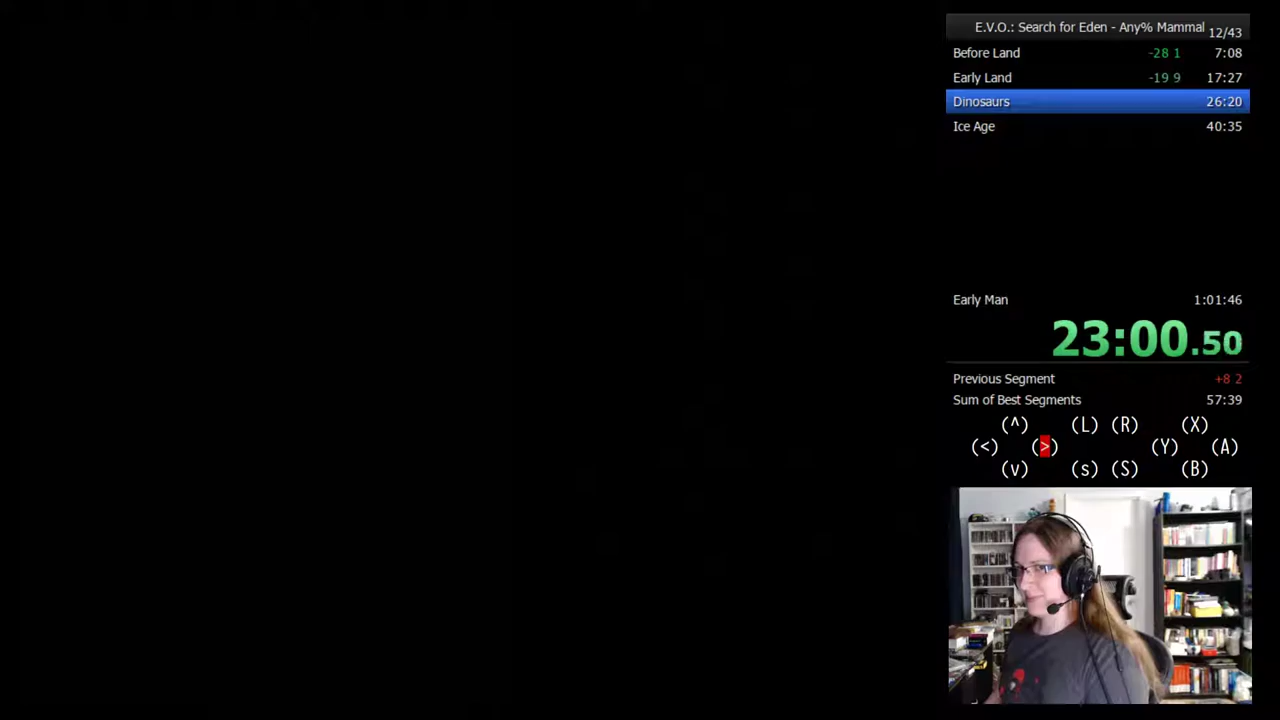 E.V.O.: Search for Eden - Any% Mammal 12/43
Before Land -28 1 7:08
Early Land -19 9 17:27
Dinosaurs 26:20
Ice Age 40:35
Early Man 1:01:46
23:00.50
Previous Segment +8 2
Sum of Best Segments 57:39
(^) (L) (R) (X)
(<) (>) (Y) (A)
(v) (s) (S) (B)